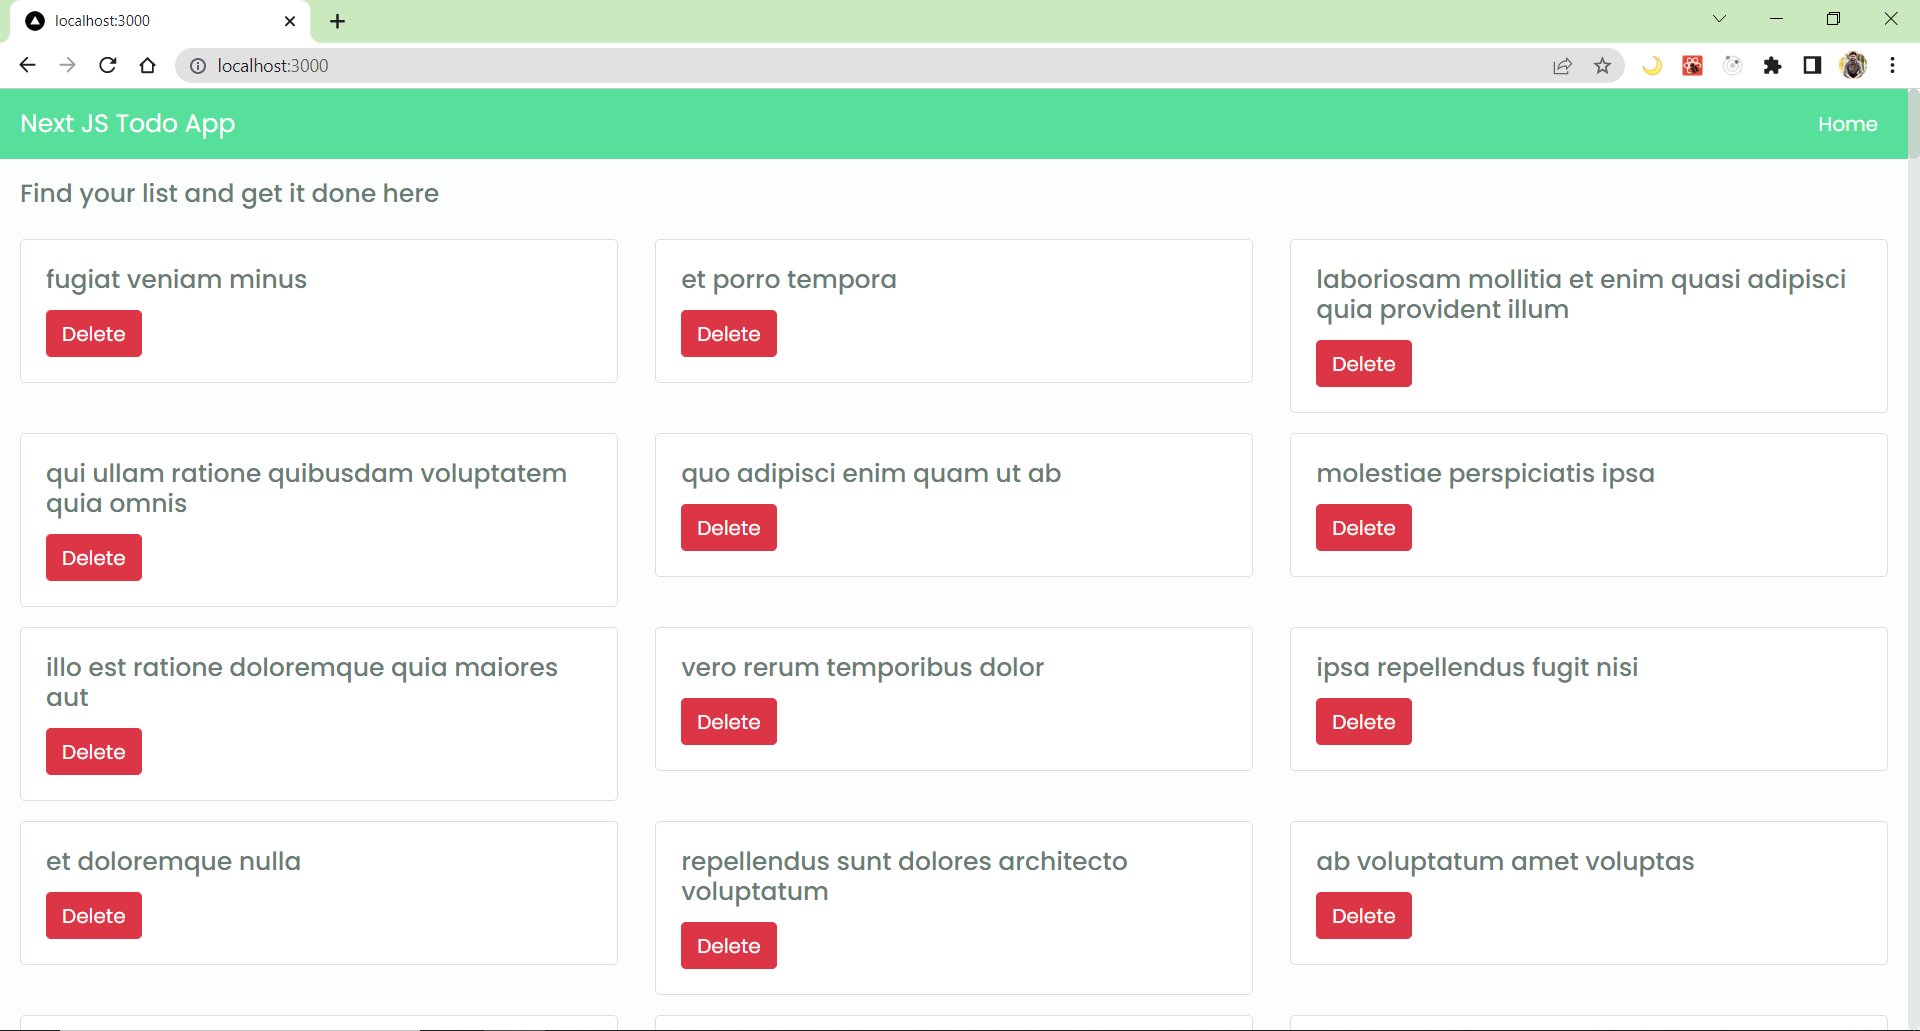 localhost:3000
localhost:3000
Next JS Todo App
Home
Find your list and get it done here
fugiat veniam minus
Delete
et porro tempora
Delete
laboriosam mollitia et enim quasi adipisci
quia provident illum
Delete
qui ullam ratione quibusdam voluptatem
quia omnis
Delete
quo adipisci enim quam ut ab
Delete
molestiae perspiciatis ipsa
Delete
illo est ratione doloremque quia maiores
aut
Delete
vero rerum temporibus dolor
Delete
ipsa repellendus fugit nisi
Delete
et doloremque nulla
Delete
repellendus sunt dolores architecto
voluptatum
Delete
ab voluptatum amet voluptas
Delete